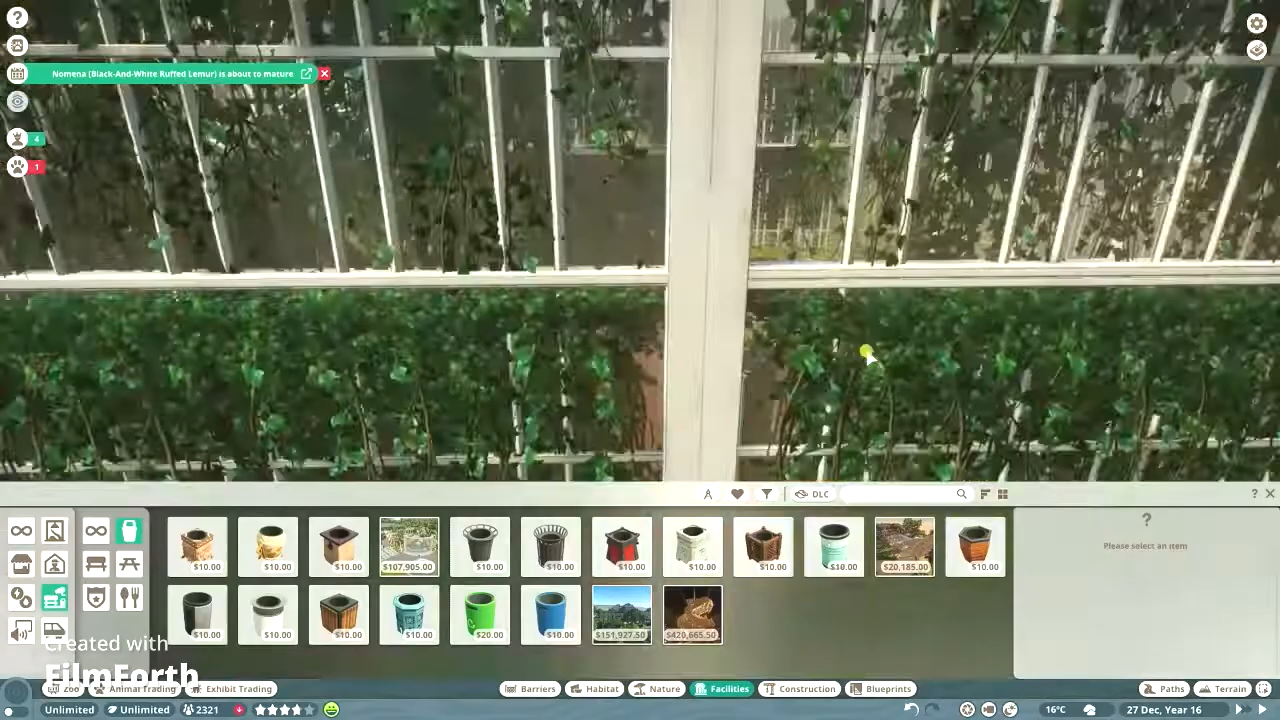 Nomena (Black-And-White Ruffed Lemur) is about to mature
4
1
DLC
$10.00 $10.00 $10.00 $107,905.00 $10.00 $10.00 $10.00 $10.00 $10.00 $10.00 $20,185.00 $10.00
$10.00 $10.00 $10.00 $10.00 $20.00 $10.00 $151,927.50 $420,665.50
?
Please select an item
Created with
FilmForth
Zoo Animal Trading Exhibit Trading Barriers Habitat Nature Facilities Construction Blueprints Paths Terrain
Unlimited Unlimited 2321 16°C 27 Dec, Year 16